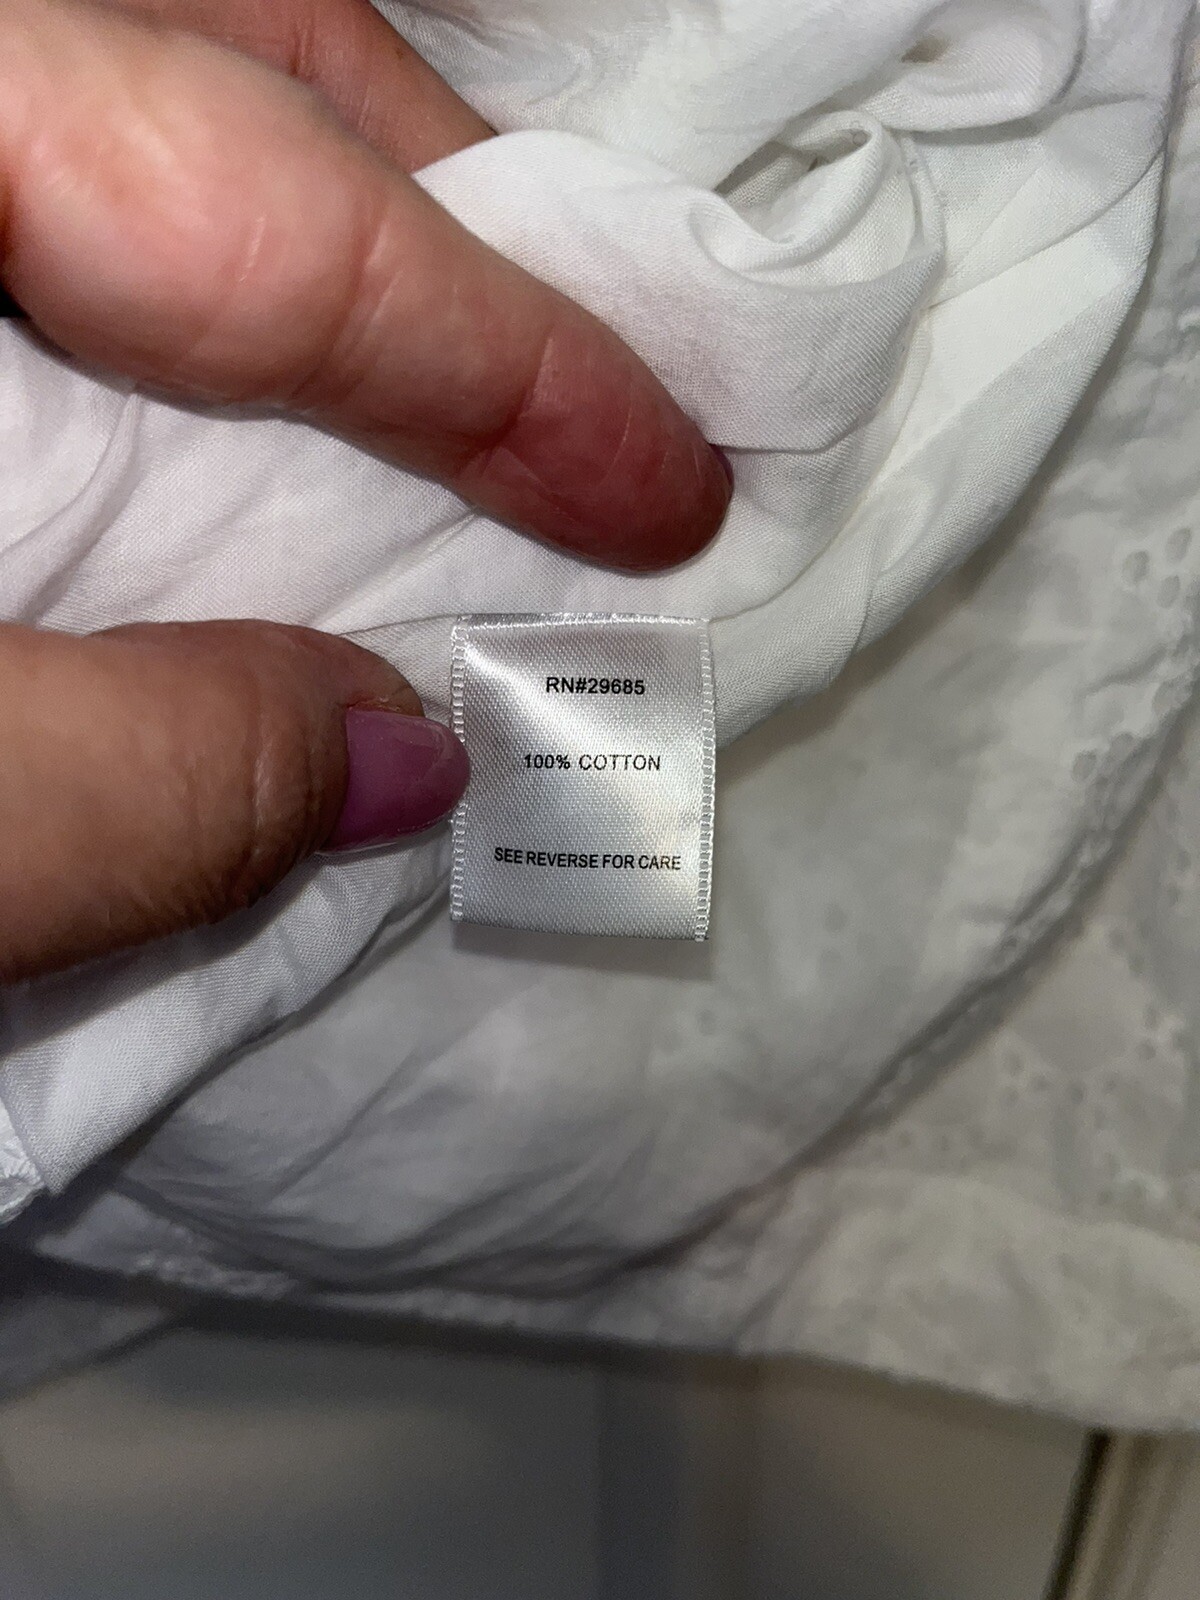 RN#29685
100% COTTON
SEE REVERSE FOR CARE